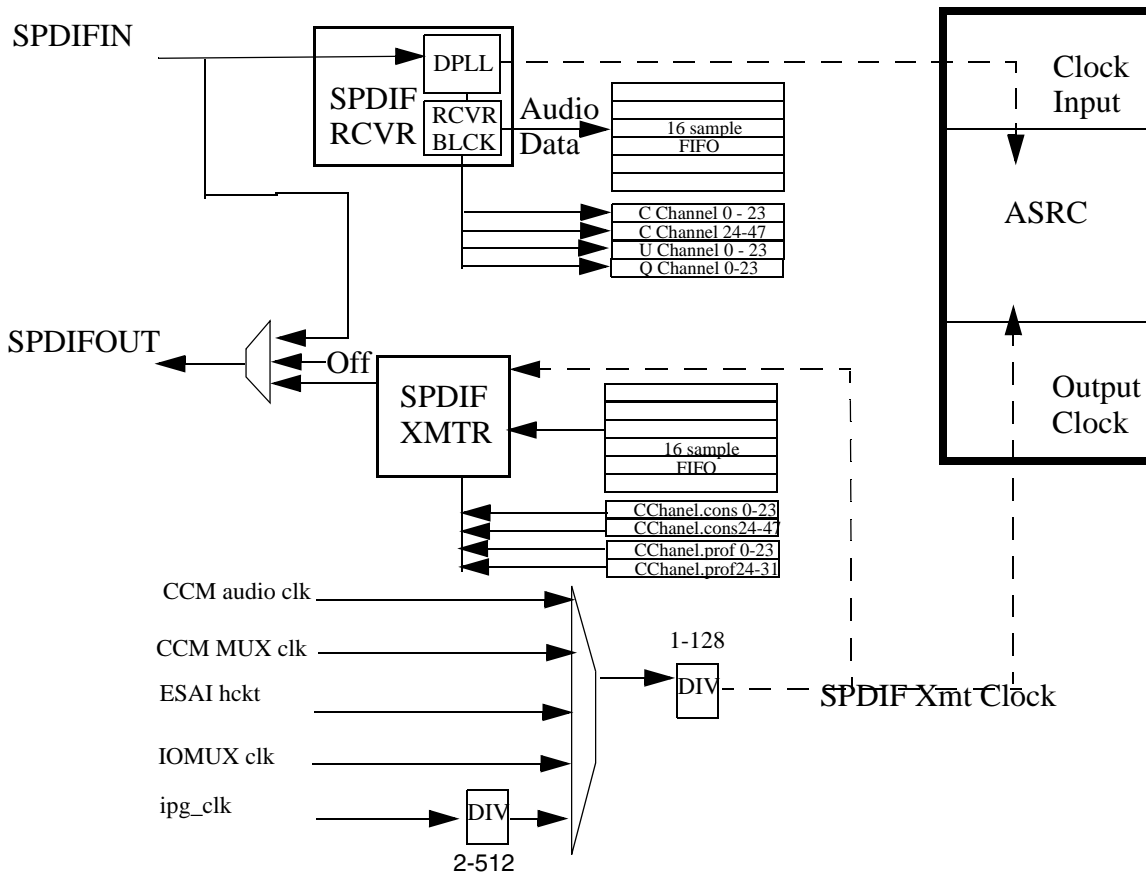 SPDIFIN
DPLL
SPDIF
RCVR
RCVR
BLCK
Audio
Data
16 sample
FIFO
C Channel 0 - 23
C Channel 24-47
U Channel 0 - 23
Q Channel 0-23
Clock
Input
ASRC
Output
Clock
SPDIFOUT
Off
SPDIF
XMTR
16 sample
FIFO
CChanel.cons 0-23
CChanel.cons24-47
CChanel.prof 0-23
CChanel.prof24-31
CCM audio clk
CCM MUX clk
ESAI hckt
IOMUX clk
ipg_clk
DIV
2-512
1-128
DIV
SPDIF Xmt Clock